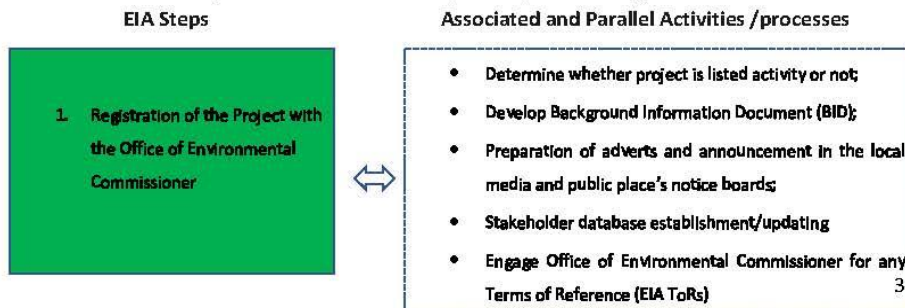 EIA Steps
Associated and Parallel Activities /processes
1. Registration of the Project with
the Office of Environmental
Commissioner
• Determine whether project is listed activity or not;
• Develop Background Information Document (BID);
• Preparation of adverts and announcement in the local
media and public place's notice boards;
• Stakeholder database establishment/updating
• Engage Office of Environmental Commissioner for any
Terms of Reference (EIA ToRs)
3